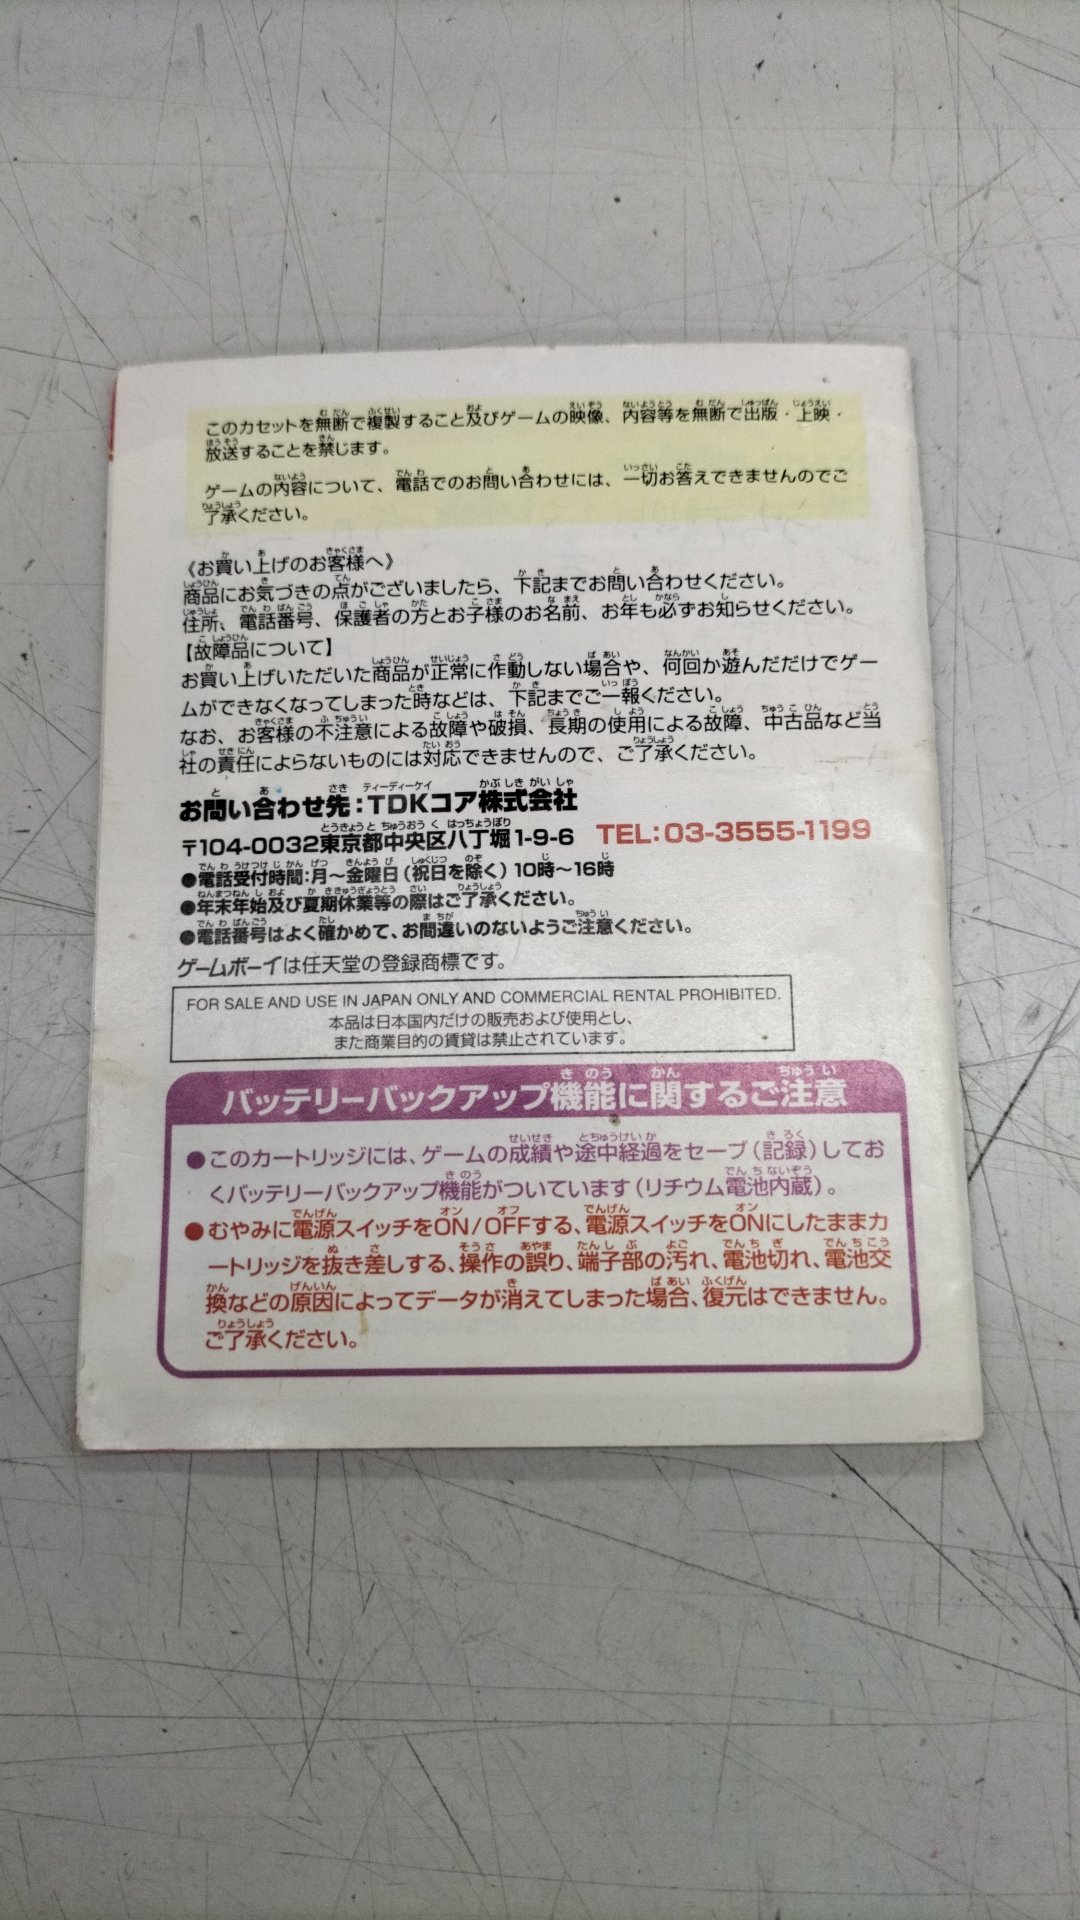 このカセットを無断で複製すること及びゲームの映像、内容等を無断で出版・上映・
放送することを禁じます。
ゲームの内容について、電話でのお問い合わせには、一切お答えできませんのでご
了承ください。
《お買い上げのお客様へ》
商品にお気づきの点がございましたら、下記までお問い合わせください。
住所、電話番号、保護者の方とお子様のお名前、お年も必ずお知らせください。
【故障品について】
お買い上げいただいた商品が正常に作動しない場合や、何回か遊んだだけでゲー
ムができなくなってしまった時などは、下記までご一報ください。
なお、お客様の不注意による故障や破損、長期の使用による故障、中古品など当
社の責任によらないものには対応できませんので、ご了承ください。
お問い合わせ先：TDKコア株式会社
〒104-0032東京都中央区八丁堀1-9-6 TEL：03-3555-1199
●電話受付時間：月～金曜日（祝日を除く）10時～16時
●年末年始及び夏期休業等の際はご了承ください。
●電話番号はよく確かめて、お間違いのないようご注意ください。
ゲームボーイは任天堂の登録商標です。
FOR SALE AND USE IN JAPAN ONLY AND COMMERCIAL RENTAL PROHIBITED.
本品は日本国内だけの販売および使用とし、
また商業目的の賃貸は禁止されています。
バッテリーバックアップ機能に関するご注意
●このカートリッジには、ゲームの成績や途中経過をセーブ（記録）してお
くバッテリーバックアップ機能がついています（リチウム電池内蔵）。
●むやみに電源スイッチをON/OFFする、電源スイッチをONにしたままカ
ートリッジを抜き差しする、操作の誤り、端子部の汚れ、電池切れ、電池交
換などの原因によってデータが消えてしまった場合、復元はできません。
ご了承ください。